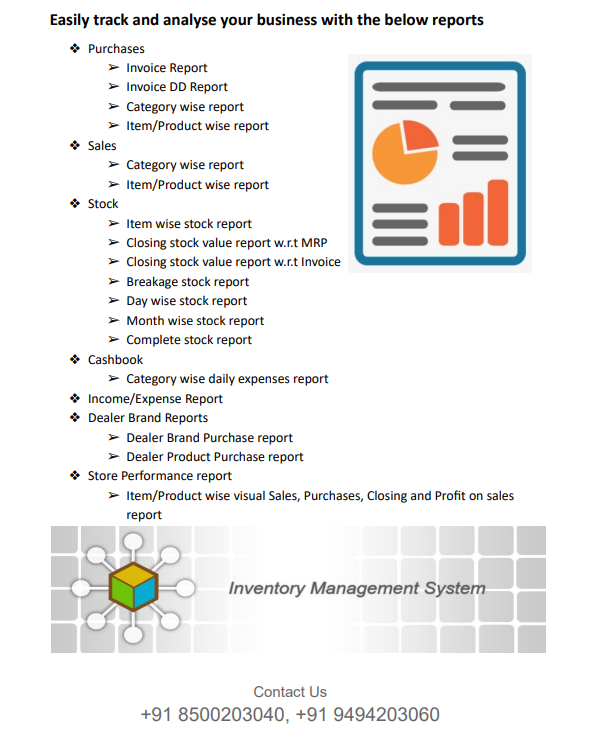 Easily track and analyse your business with the below reports
❖ Purchases
➢ Invoice Report
➢ Invoice DD Report
➢ Category wise report
➢ Item/Product wise report
❖ Sales
➢ Category wise report
➢ Item/Product wise report
❖ Stock
➢ Item wise stock report
➢ Closing stock value report w.r.t MRP
➢ Closing stock value report w.r.t Invoice
➢ Breakage stock report
➢ Day wise stock report
➢ Month wise stock report
➢ Complete stock report
❖ Cashbook
➢ Category wise daily expenses report
❖ Income/Expense Report
❖ Dealer Brand Reports
➢ Dealer Brand Purchase report
➢ Dealer Product Purchase report
❖ Store Performance report
➢ Item/Product wise visual Sales, Purchases, Closing and Profit on sales
report
Inventory Management System
Contact Us
+91 8500203040, +91 9494203060